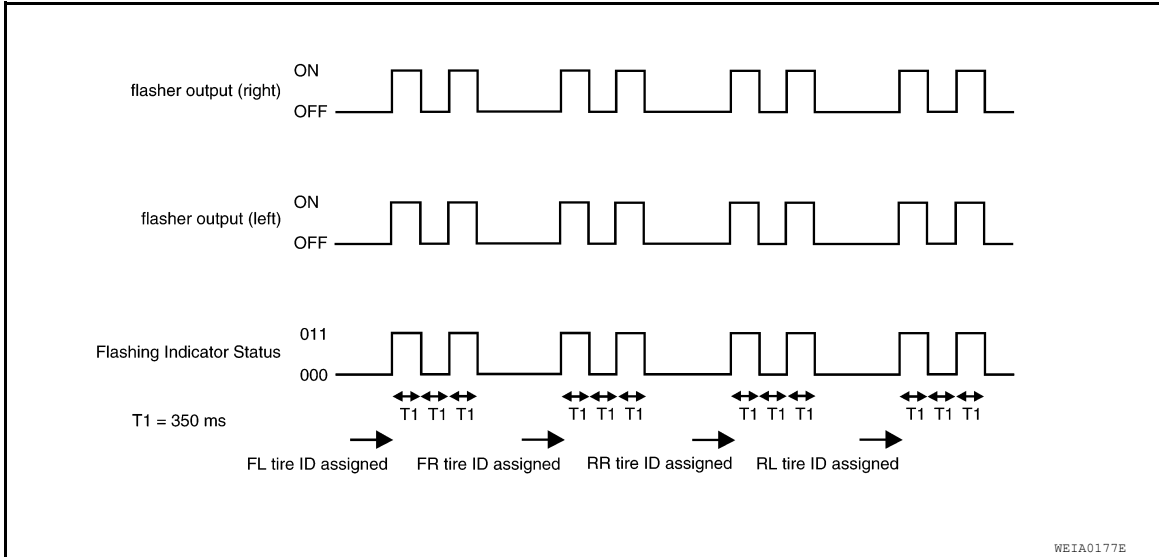 ON
flasher output (right)
OFF
ON
flasher output (left)
OFF
011
Flashing Indicator Status
000
T1 T1 T1 T1 T1 T1 T1 T1 T1 T1 T1 T1
T1 = 350 ms
FL tire ID assigned FR tire ID assigned RR tire ID assigned RL tire ID assigned
WEIA0177E